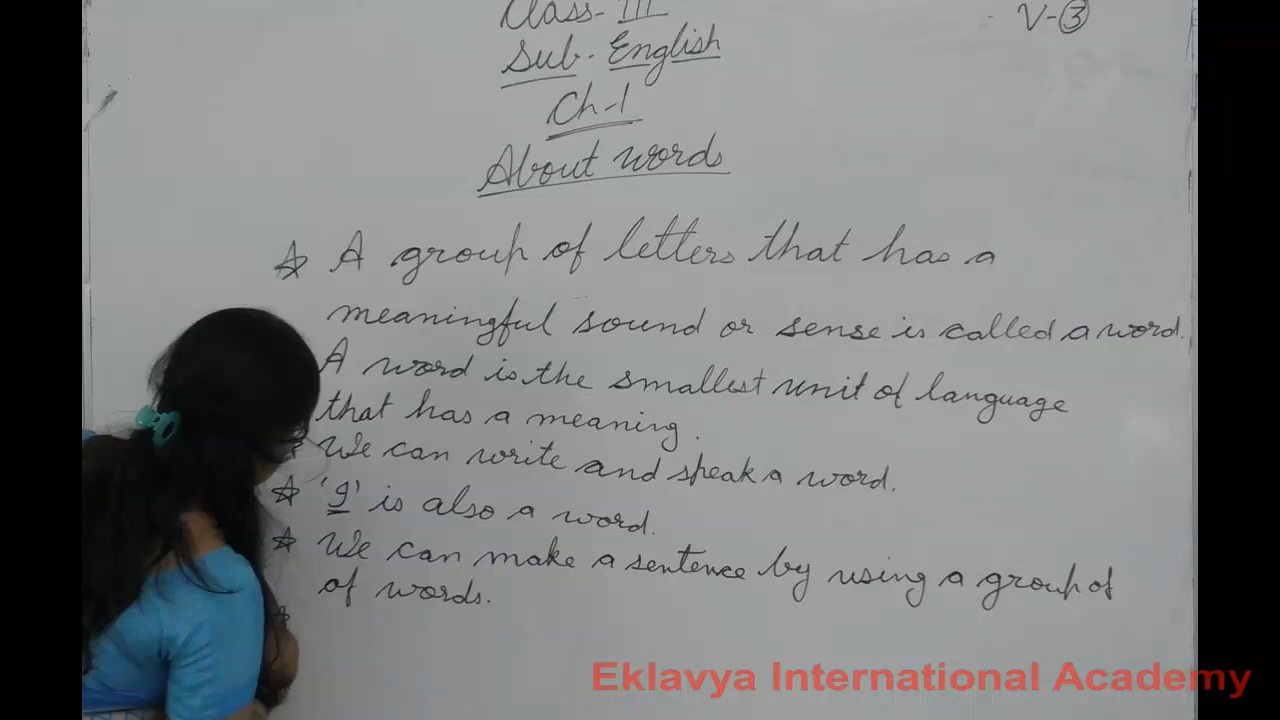 Class- III
V-③
Sub- English
Ch-1
About words
☆ A group of letters that has a
meaningful sound or sense is called a word.
A word is the smallest unit of language
that has a meaning.
☆ We can write and speak a word.
☆ 'I' is also a word.
☆ We can make a sentence by using a group of
of words.
☆
Eklavya International Academy